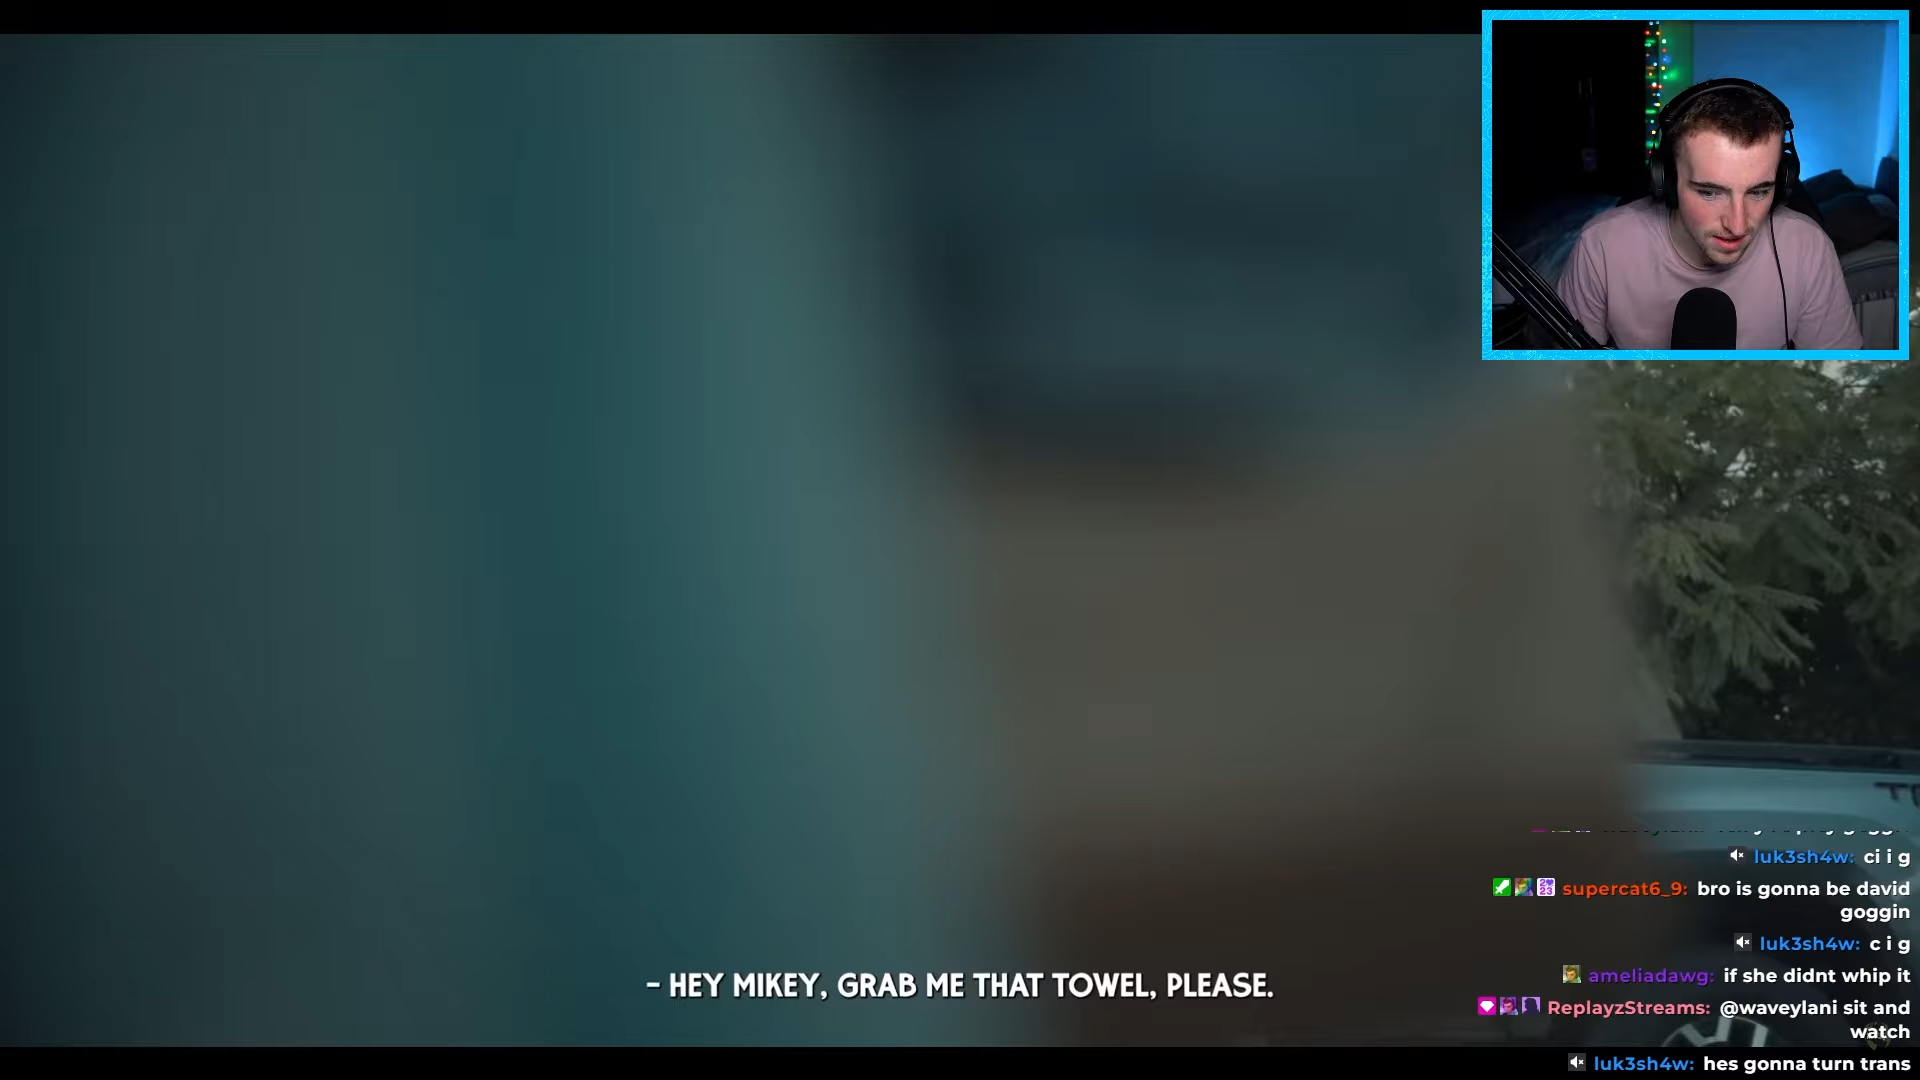 luk3sh4w: ci i g
supercat6_9: bro is gonna be david
goggin
luk3sh4w: c i g
ameliadawg: if she didnt whip it
- HEY MIKEY, GRAB ME THAT TOWEL, PLEASE.
ReplayzStreams: @waveylani sit and
watch
luk3sh4w: hes gonna turn trans